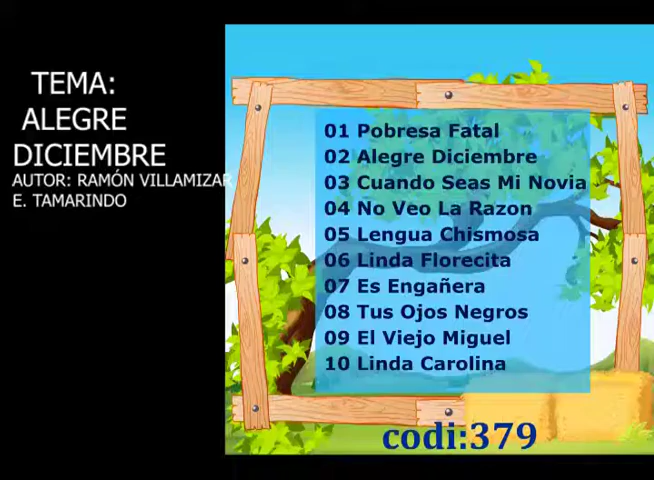 TEMA:
ALEGRE
DICIEMBRE
AUTOR: RAMÓN VILLAMIZAR
E. TAMARINDO
01 Pobresa Fatal
02 Alegre Diciembre
03 Cuando Seas Mi Novia
04 No Veo La Razon
05 Lengua Chismosa
06 Linda Florecita
07 Es Engañera
08 Tus Ojos Negros
09 El Viejo Miguel
10 Linda Carolina
codi:379